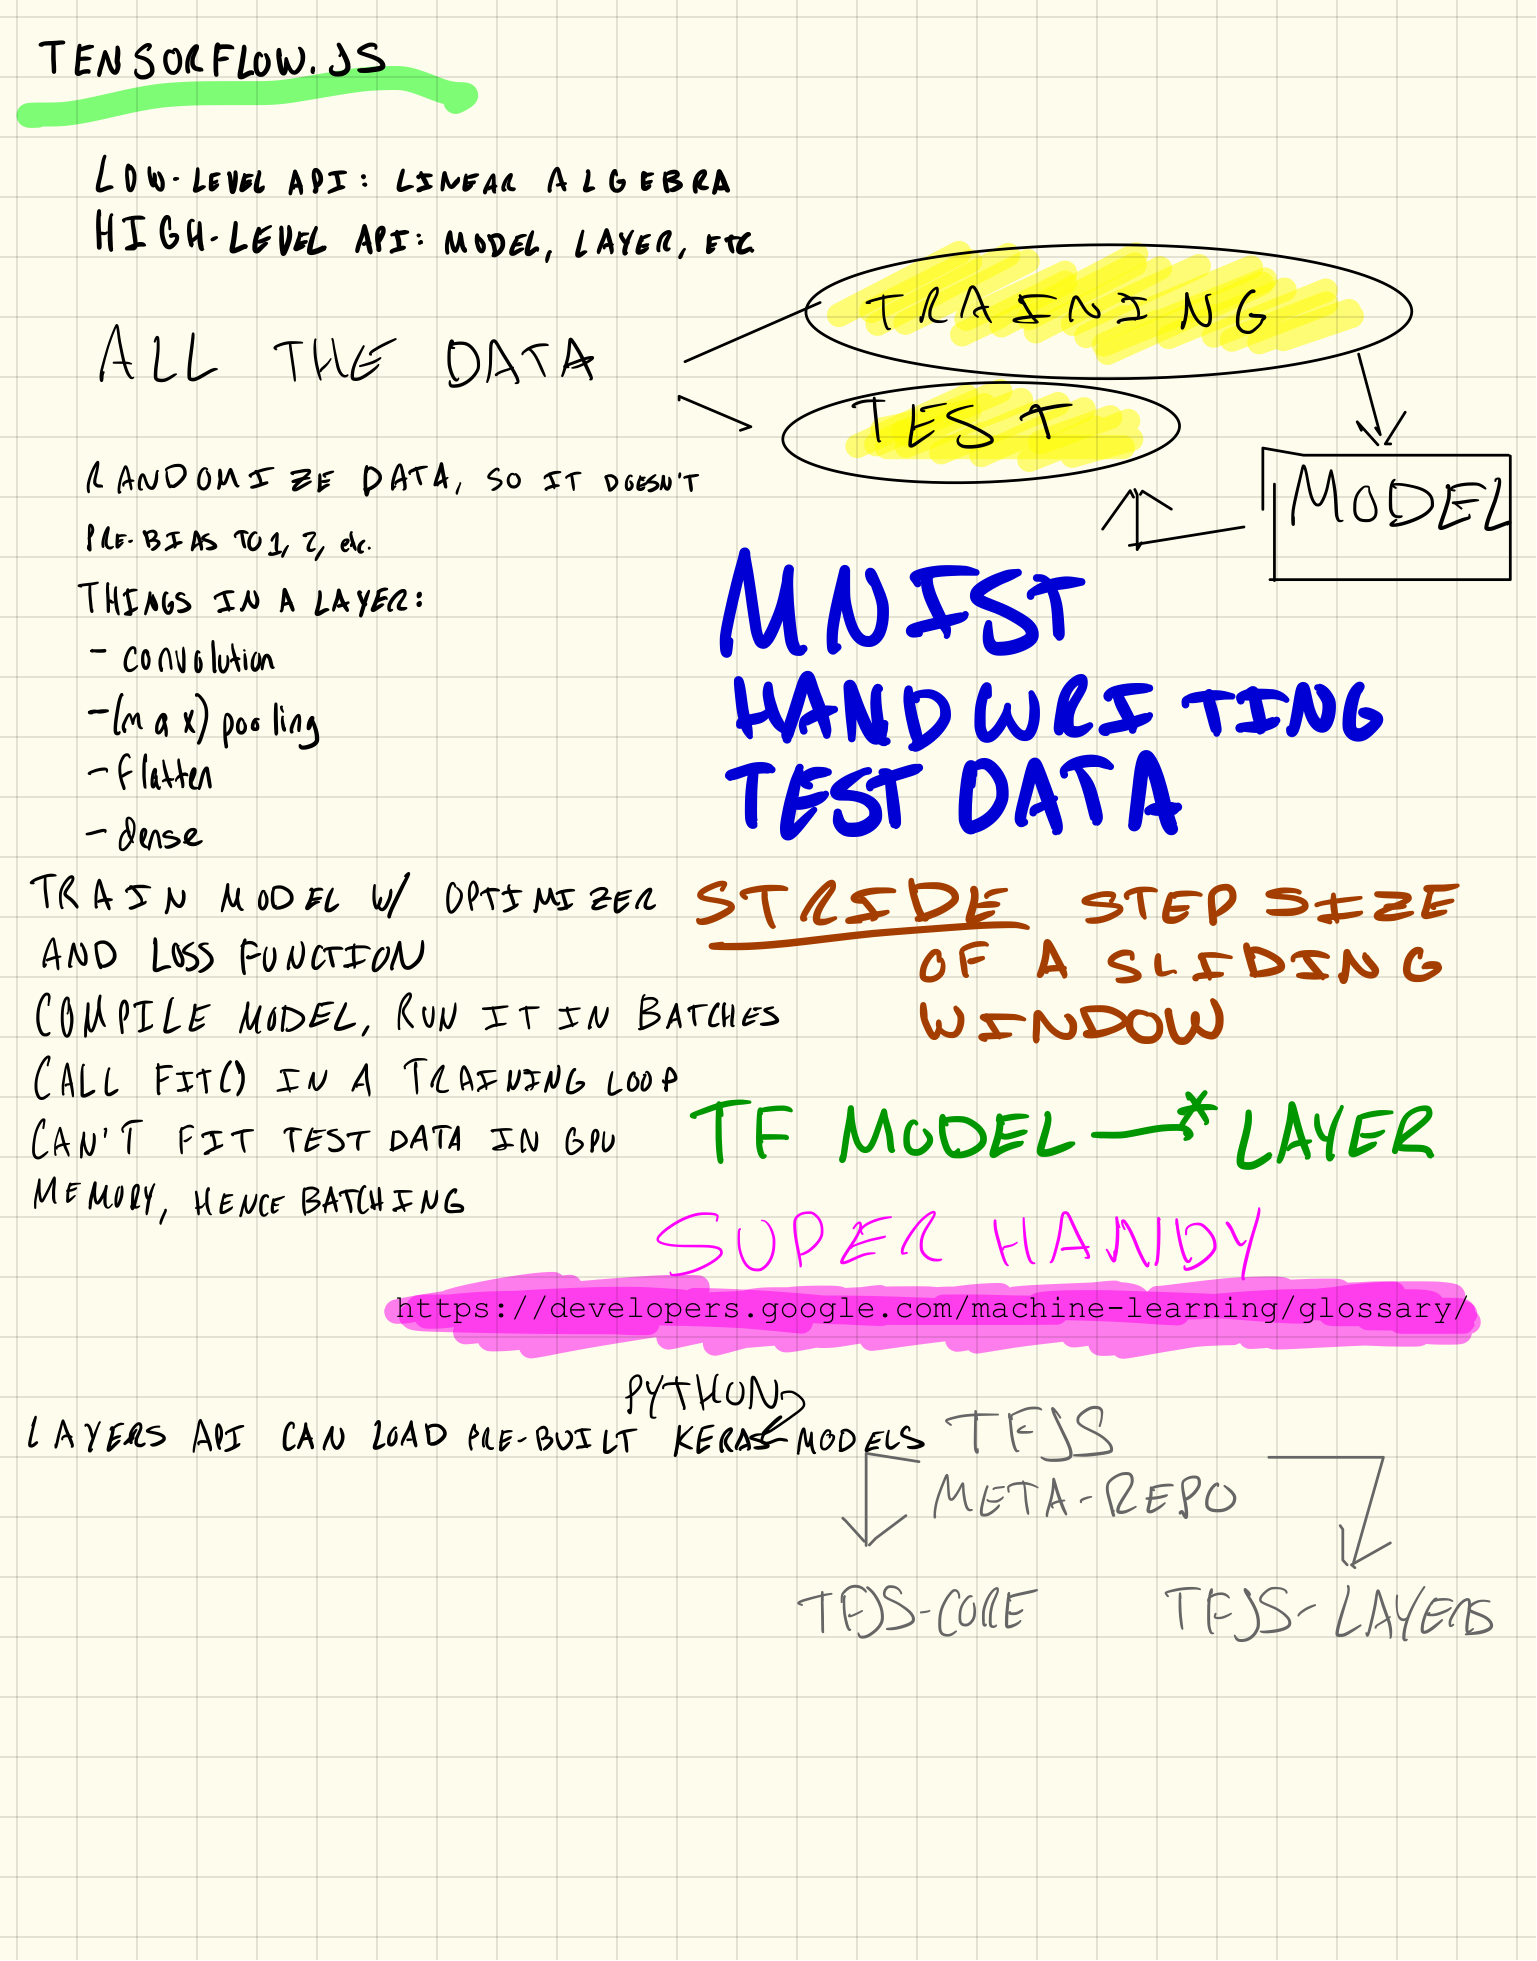 TENSORFLOW.JS
LOW-LEVEL API: LINEAR ALGEBRA
HIGH-LEVEL API: MODEL, LAYER, ETC
ALL THE DATA
TRAINING
TEST
MODEL
RANDOMIZE DATA, SO IT DOESN'T
PRE-BIAS TO 1, 2, etc.
THINGS IN A LAYER:
- convolution
- (max) pooling
- flatten
- dense
MNIST
HANDWRITING
TEST DATA
TRAIN MODEL W/ OPTIMIZER
AND LOSS FUNCTION
COMPILE MODEL, RUN IT IN BATCHES
CALL FIT() IN A TRAINING LOOP
CAN'T FIT TEST DATA IN GPU
MEMORY, HENCE BATCHING
STRIDE STEP SIZE
OF A SLIDING
WINDOW
TF MODEL —* LAYER
SUPER HANDY
https://developers.google.com/machine-learning/glossary/
PYTHON
LAYERS API CAN LOAD PRE-BUILT KERAS MODELS
TFJS
META-REPO
TFJS-CORE
TFJS-LAYERS